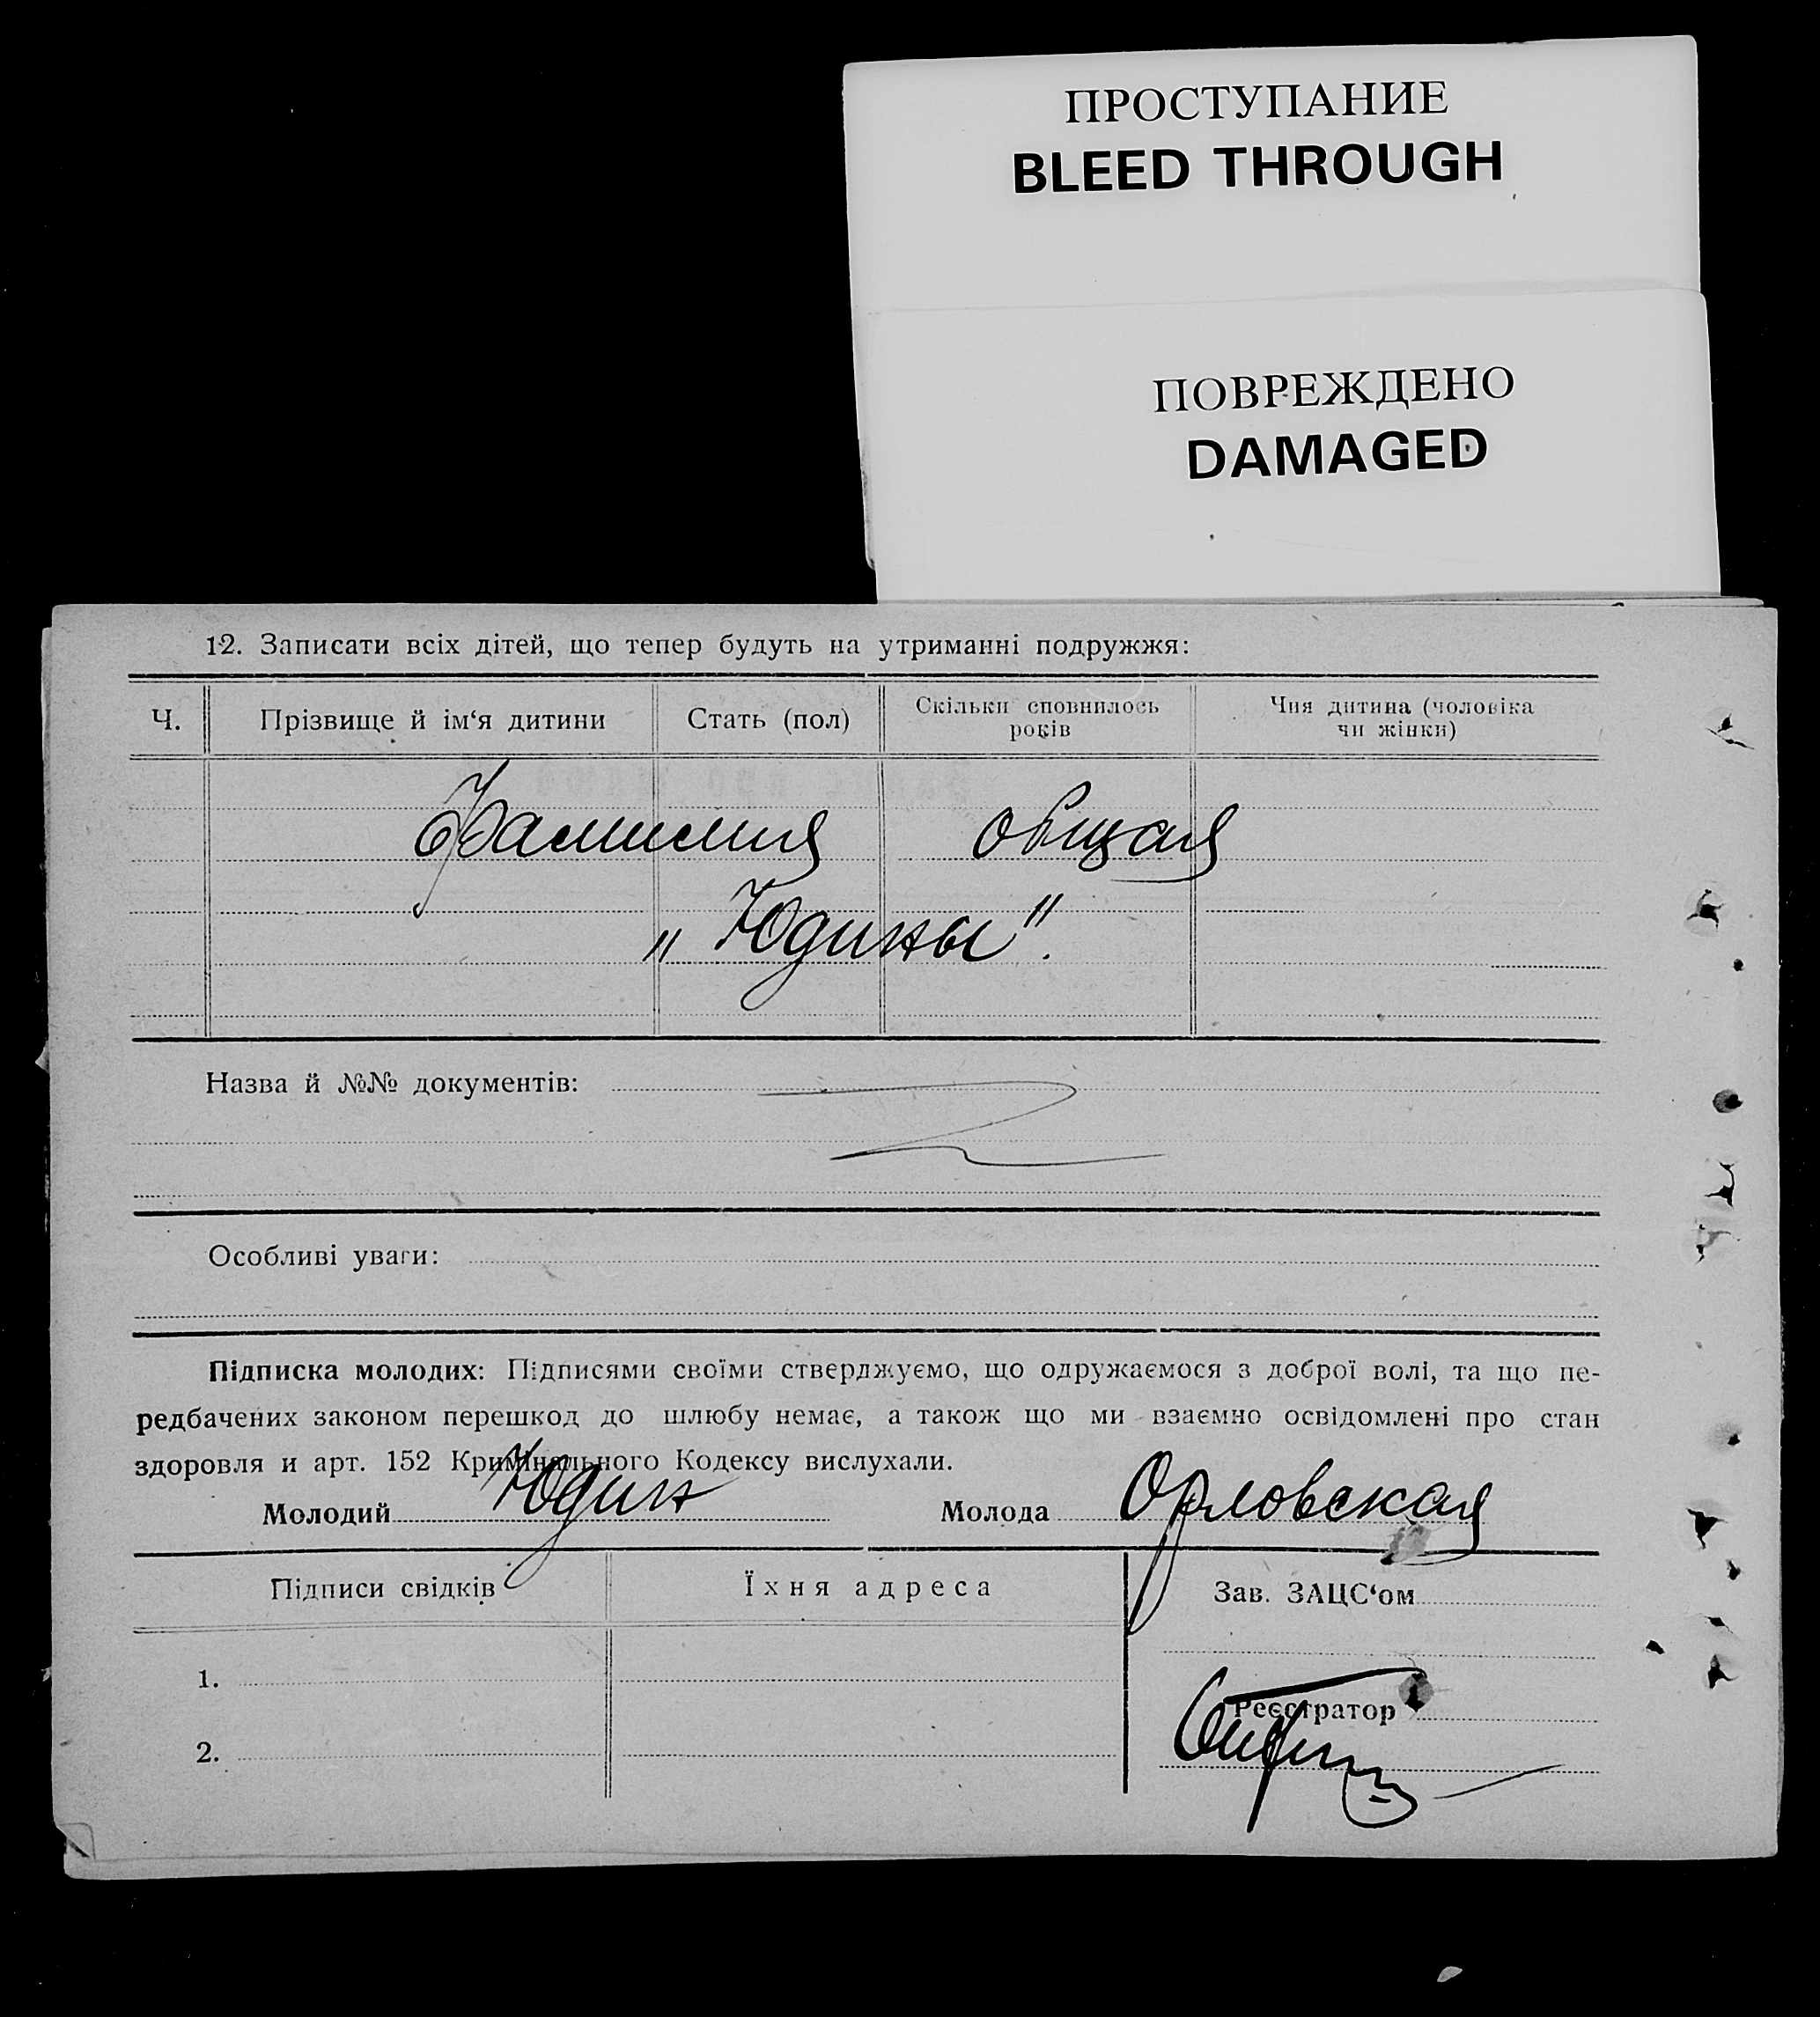 ПРОСТУПАНИЕ
BLEED THROUGH
ПОВРЕЖДЕНО
DAMAGED
12. Записати всіх дітей, що тепер будуть на утриманні подружжя:
Ч. Прізвище й ім‘я дитини Стать (пол) Скільки сповнилось років Чия дитина (чоловіка чи жінки)
Фамилия общая
„Юдины".
Назва й №№ документів:
Особливі уваги:
Підписка молодих: Підписями своїми стверджуємо, що одружаємося з доброї волі, та що пе-
редбачених законом перешкод до шлюбу немає, а також що ми взаємно освідомлені про стан
здоровля и арт. 152 Кримінального Кодексу вислухали.
Молодий Юдин Молода Орловская
Підписи свідків Їхня адреса Зав. ЗАЦС‘ом
1.
Реєстратор
2.